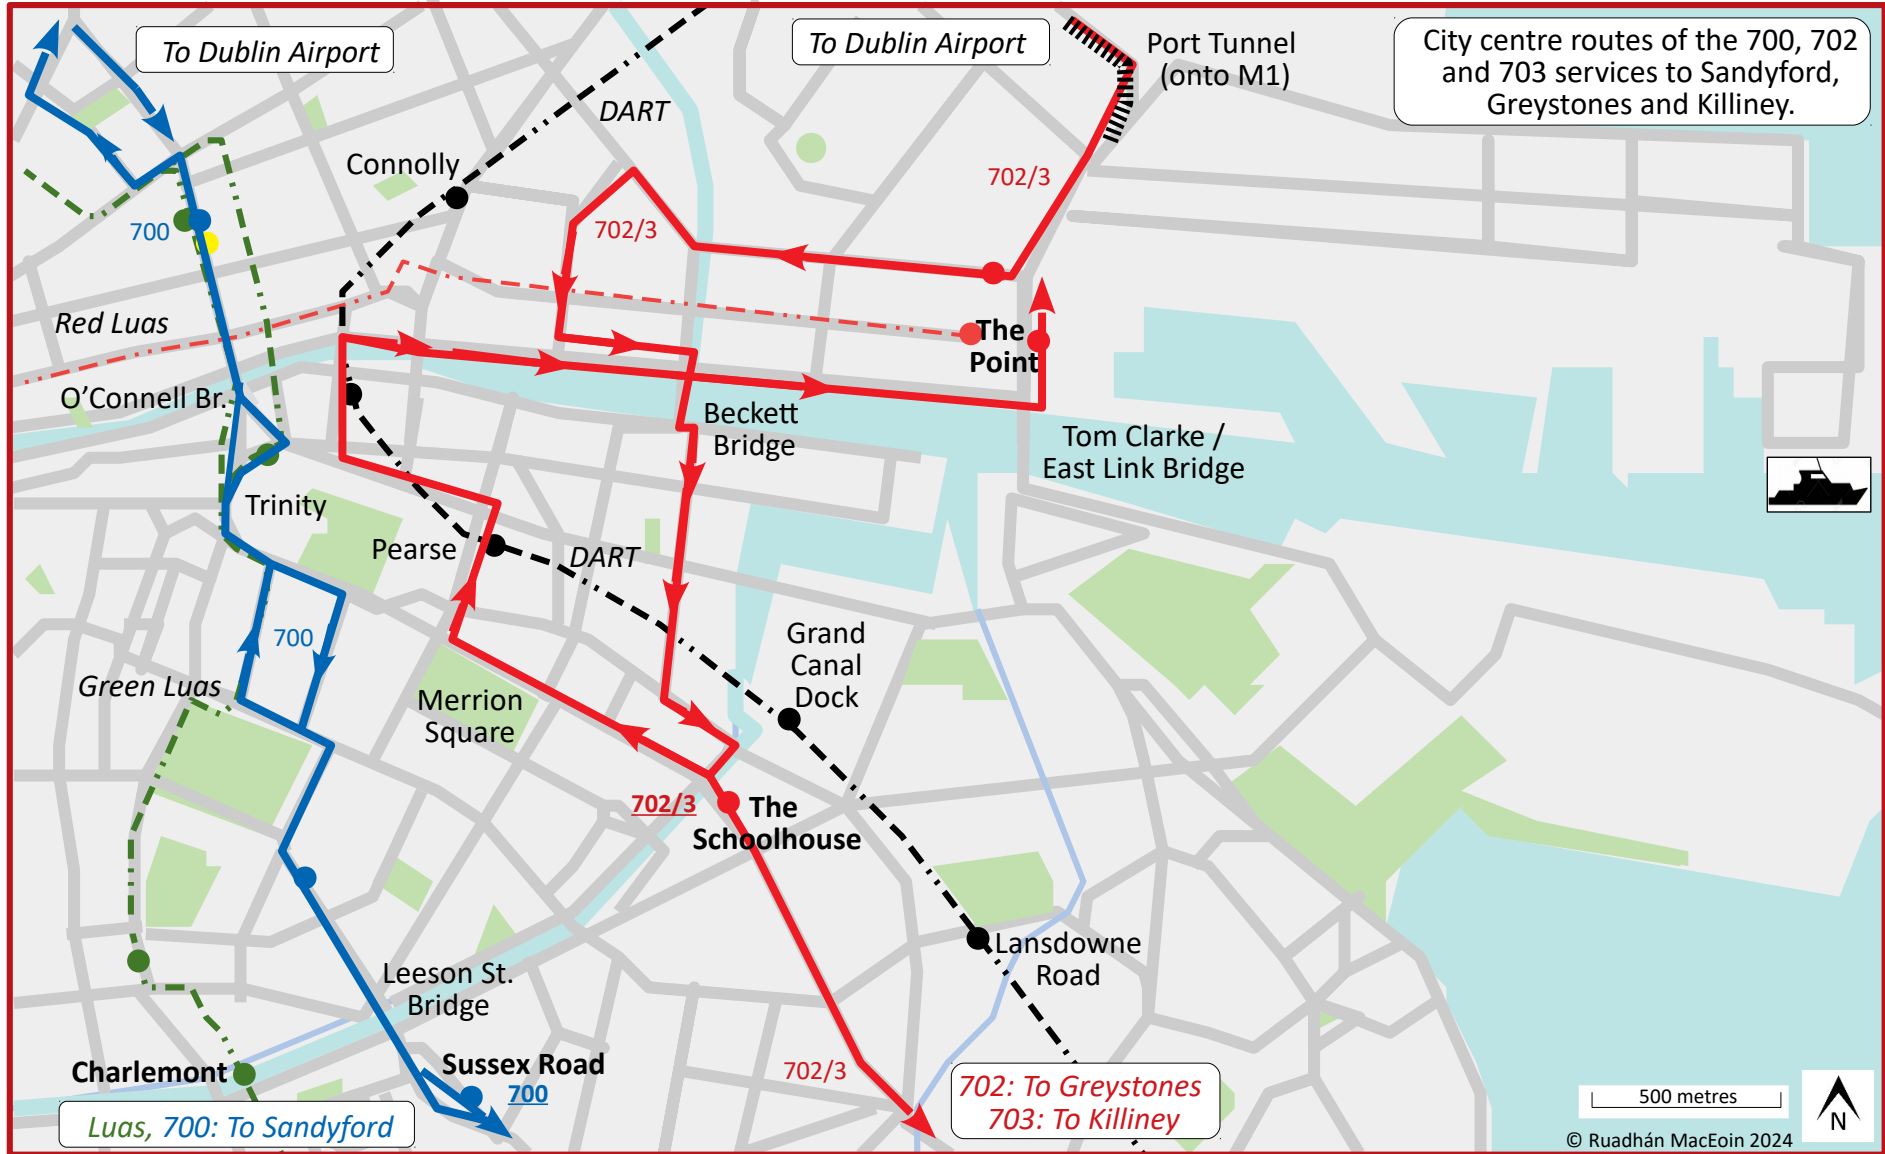 To Dublin Airport
To Dublin Airport
Port Tunnel
(onto M1)
City centre routes of the 700, 702
and 703 services to Sandyford,
Greystones and Killiney.
DART
Connolly
702/3
702/3
700
Red Luas
The
Point
O'Connell Br.
Beckett
Bridge
Tom Clarke /
East Link Bridge
Trinity
Pearse
DART
700
Grand
Canal
Dock
Green Luas
Merrion
Square
702/3
The
Schoolhouse
Lansdowne
Road
Leeson St.
Bridge
Charlemont
Sussex Road
700
702/3
702: To Greystones
703: To Killiney
Luas, 700: To Sandyford
500 metres
N
© Ruadhán MacEoin 2024